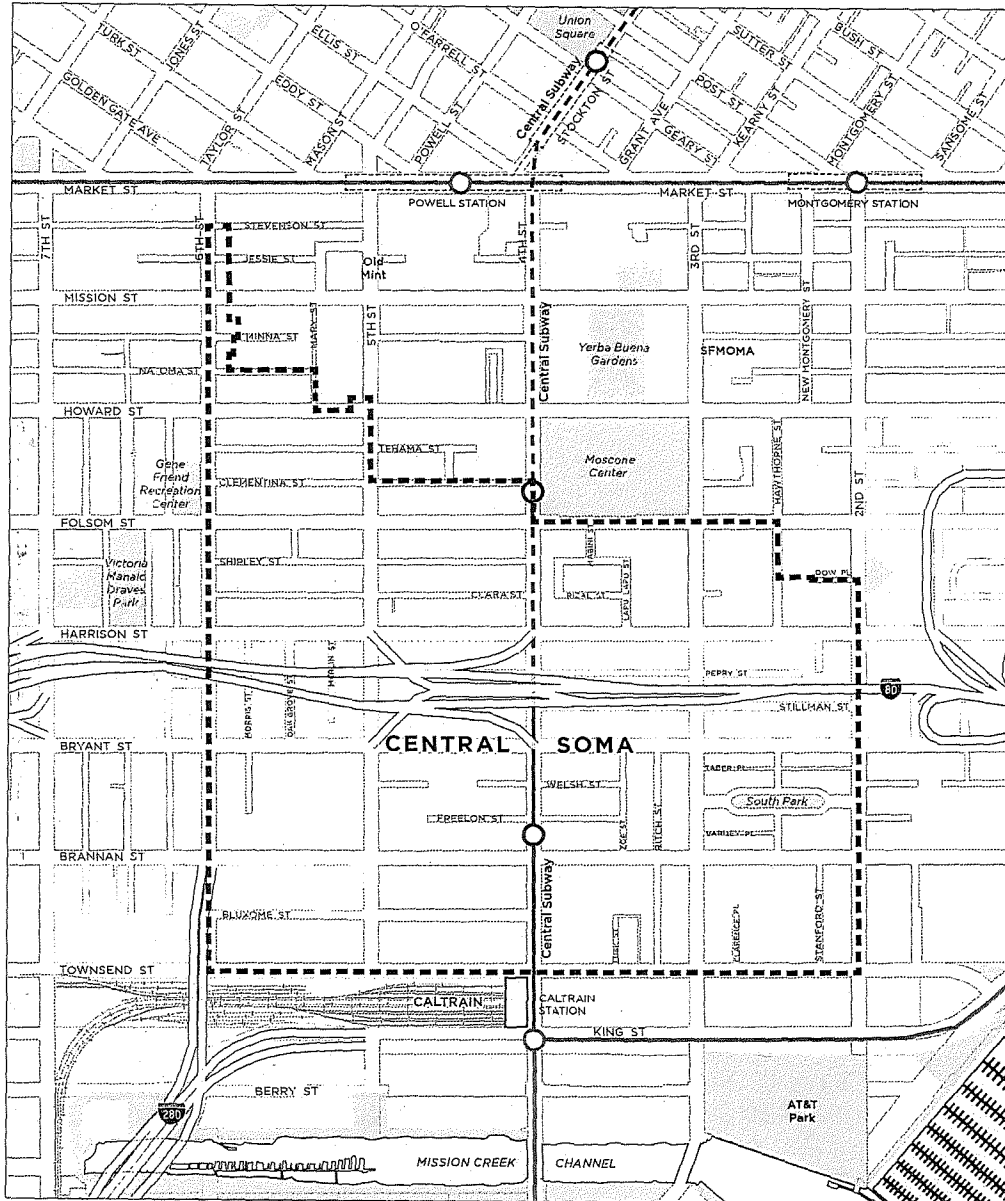 Union
Square
TURK ST
JONES ST
ELLIS ST
O'FARRELL ST
SUTTER ST
BUSH ST
GOLDEN GATE AVE
EDDY ST
Central Subway
STOCKTON ST
POST ST
TAYLOR ST
MASON ST
POWELL ST
GRANT AVE
GEARY ST
KEARNY ST
MONTGOMERY ST
SANSOME ST
MARKET ST
MARKET ST
POWELL STATION
MONTGOMERY STATION
7TH ST
6TH ST
STEVENSON ST
4TH ST
3RD ST
JESSIE ST
Old
Mint
MISSION ST
MINNA ST
MARY ST
5TH ST
Central Subway
Yerba Buena
Gardens
SFMOMA
NEW MONTGOMERY ST
NATOMA ST
HOWARD ST
TEHAMA ST
Gene
Friend
Recreation
Center
CLEMENTINA ST
Moscone
Center
HAWTHORNE ST
2ND ST
FOLSOM ST
Victoria
Manalo
Draves
Park
SHIPLEY ST
MABINI ST
LAPU LAPU ST
DOW PL
CLARA ST
RIZAL ST
HARRISON ST
MERLIN ST
MORRIS ST
OAK GROVE ST
PERRY ST
80
STILLMAN ST
BRYANT ST
CENTRAL SOMA
TABER PL
WELSH ST
South Park
FREELON ST
ZOE ST
RITCH ST
VARNEY PL
BRANNAN ST
Central Subway
BLUXOME ST
CLARENCE PL
STANFORD ST
TOWNSEND ST
CALTRAIN
CALTRAIN
STATION
KING ST
BERRY ST
280
AT&T
Park
MISSION CREEK CHANNEL